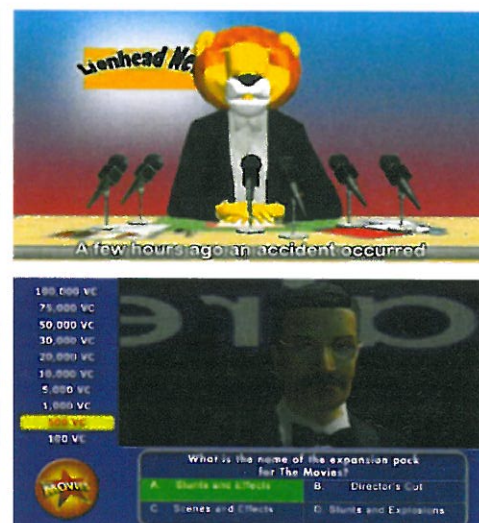 Lionhead Ne
A few hours ago an accident occurred
100,000 VC
75,000 VC
50,000 VC
30,000 VC
20,000 VC
10,000 VC
5,000 VC
1,000 VC
500 VC
100 VC
What is the name of the expansion pack
for The Movies?
A. Stunts and Effects
B. Director's Cut
C. Scenes and Effects
D. Stunts and Explosions
MOVIES